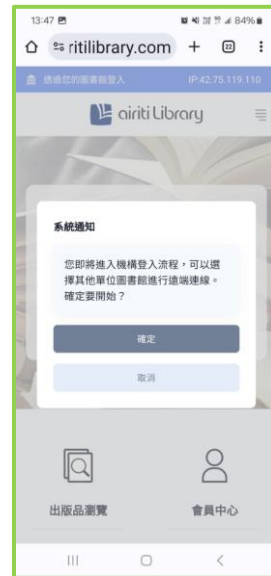 13:47
84%
ritilibrary.com
22
透過您的圖書館登入
IP:42.75.119.110
airiti Library
系統通知
您即將進入機構登入流程，可以選
擇其他單位圖書館進行遠端連線。
確定要開始？
確定
取消
出版品瀏覽
會員中心